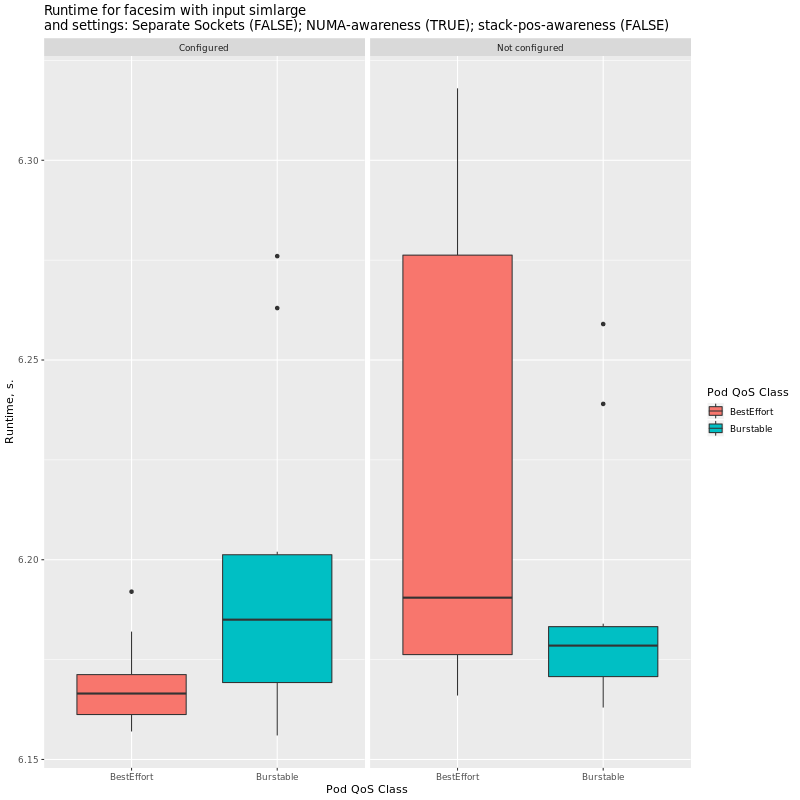 Runtime for facesim with input simlarge
and settings: Separate Sockets (FALSE); NUMA-awareness (TRUE); stack-pos-awareness (FALSE)
Configured
Not configured
6.30
6.25
6.20
6.15
Runtime, s.
BestEffort
Burstable
BestEffort
Burstable
Pod QoS Class
Pod QoS Class
BestEffort
Burstable